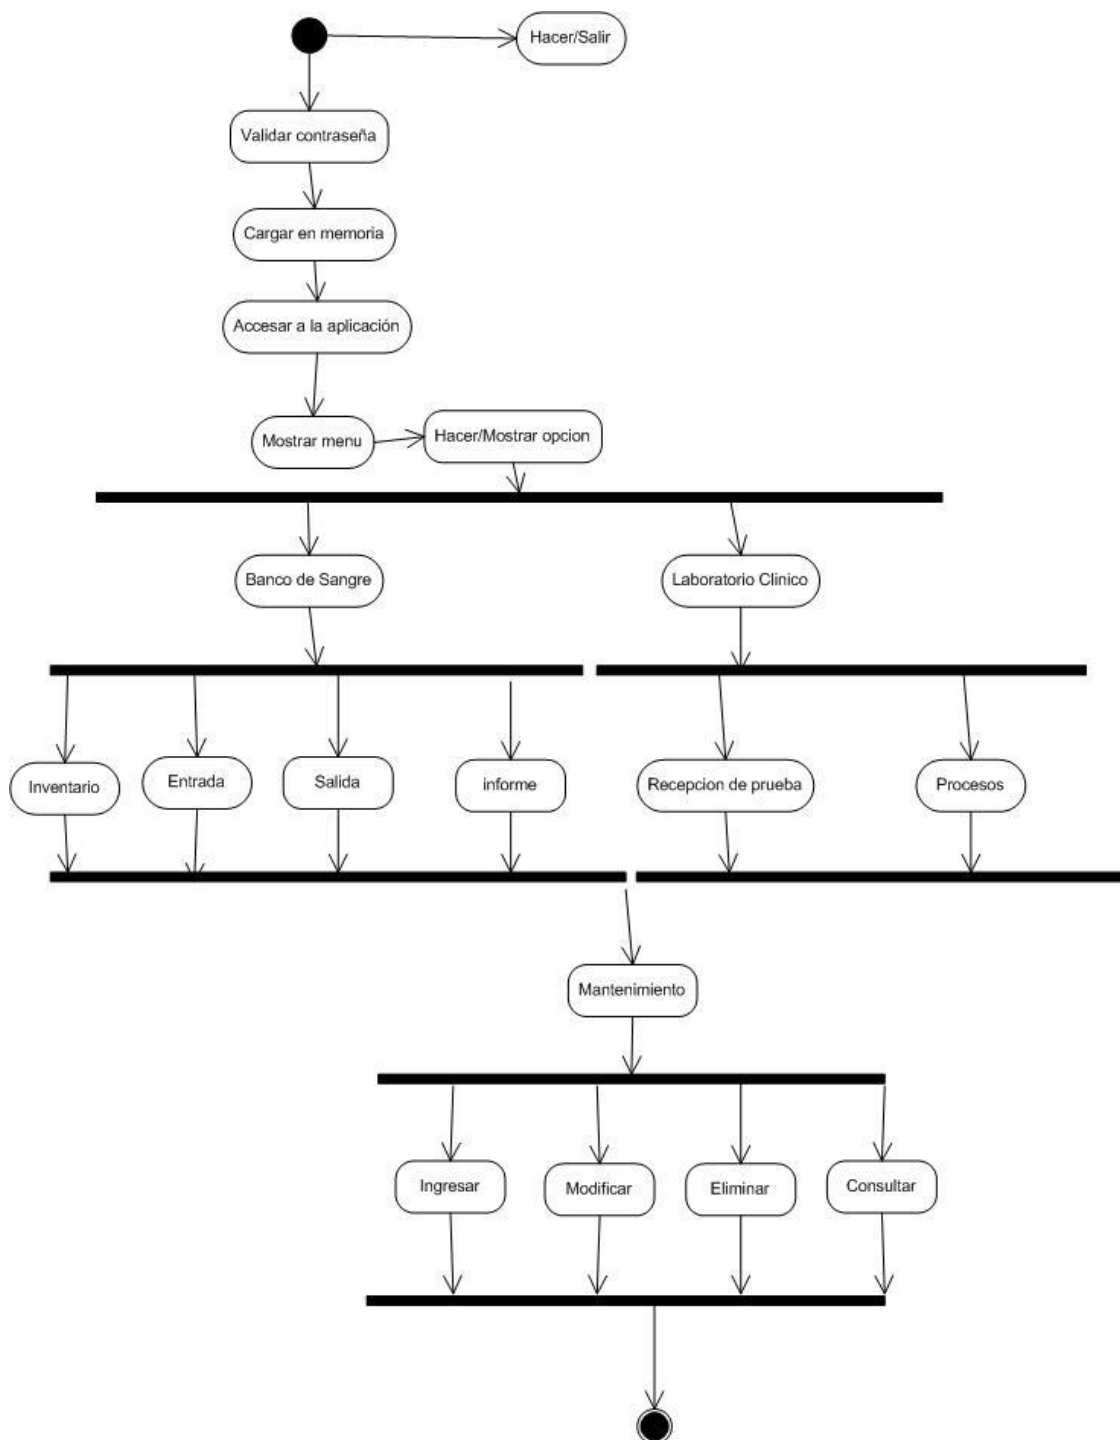 Hacer/Salir
Validar contraseña
Cargar en memoria
Accesar a la aplicación
Mostrar menu
Hacer/Mostrar opcion
Banco de Sangre
Laboratorio Clinico
Inventario
Entrada
Salida
informe
Recepcion de prueba
Procesos
Mantenimiento
Ingresar
Modificar
Eliminar
Consultar